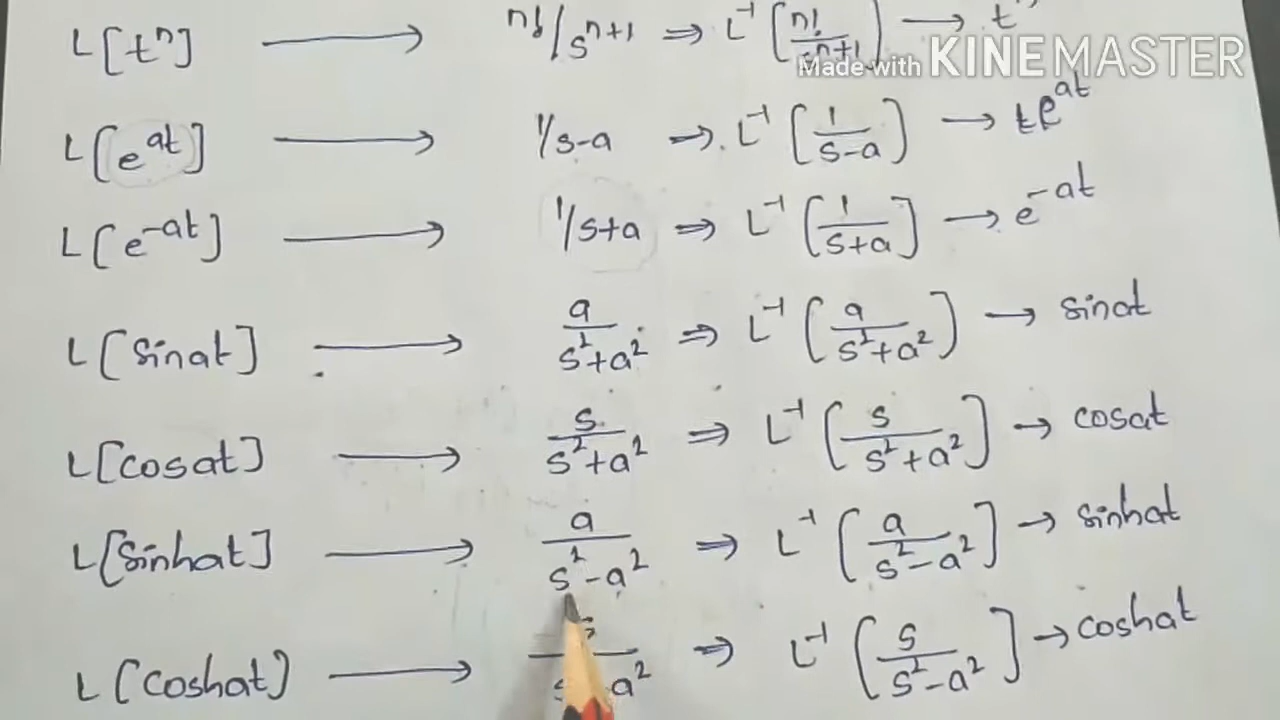 L[tⁿ] ⟶ n!/sⁿ⁺¹ ⇒ L⁻¹[n!/sⁿ⁺¹] → t
Made with KINEMASTER
L[eᵃᵗ] ⟶ 1/s-a ⇒ L⁻¹[1/s-a] → teᵃᵗ
L[e⁻ᵃᵗ] ⟶ 1/s+a ⇒ L⁻¹[1/s+a] → e⁻ᵃᵗ
L[sinat] ⟶ a/s²+a² ⇒ L⁻¹[a/s²+a²] → sinat
L[cosat] ⟶ s/s²+a² ⇒ L⁻¹[s/s²+a²] → cosat
L[sinhat] ⟶ a/s²-a² ⇒ L⁻¹[a/s²-a²] → sinhat
L[coshat] ⟶ a² ⇒ L⁻¹[s/s²-a²] → coshat